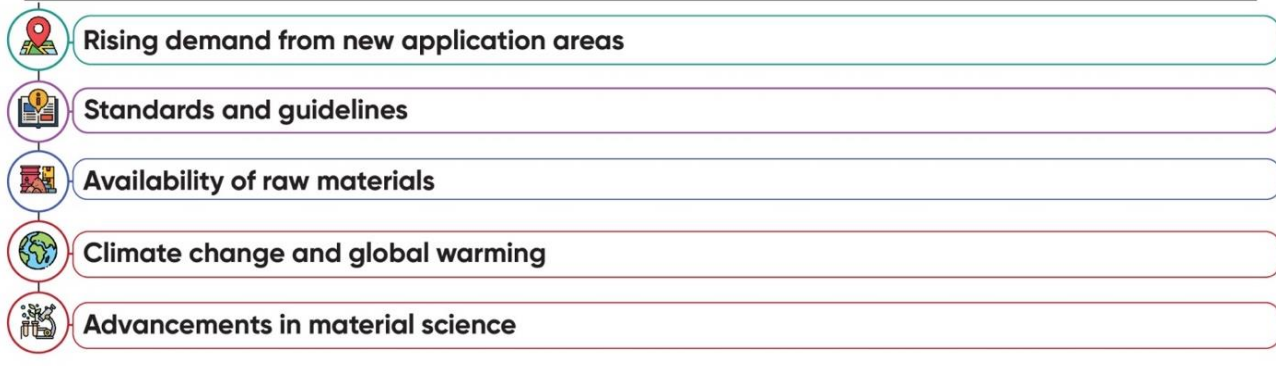 Rising demand from new application areas
Standards and guidelines
Availability of raw materials
Climate change and global warming
Advancements in material science